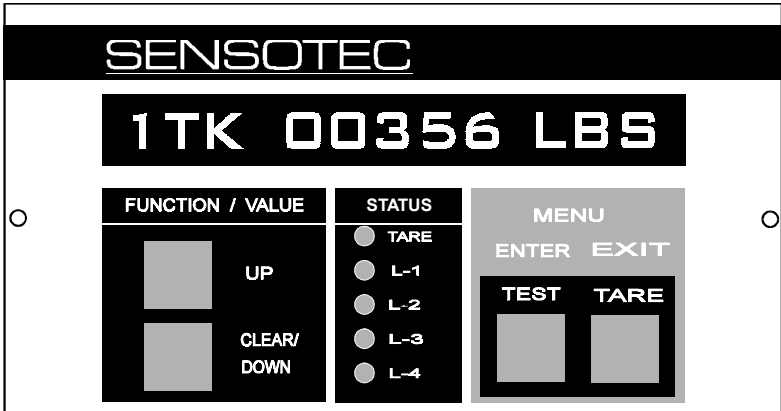 SENSOTEC
1TK 00356 LBS
FUNCTION / VALUE
UP
CLEAR/
DOWN
STATUS
TARE
L-1
L-2
L-3
L-4
MENU
ENTER EXIT
TEST TARE